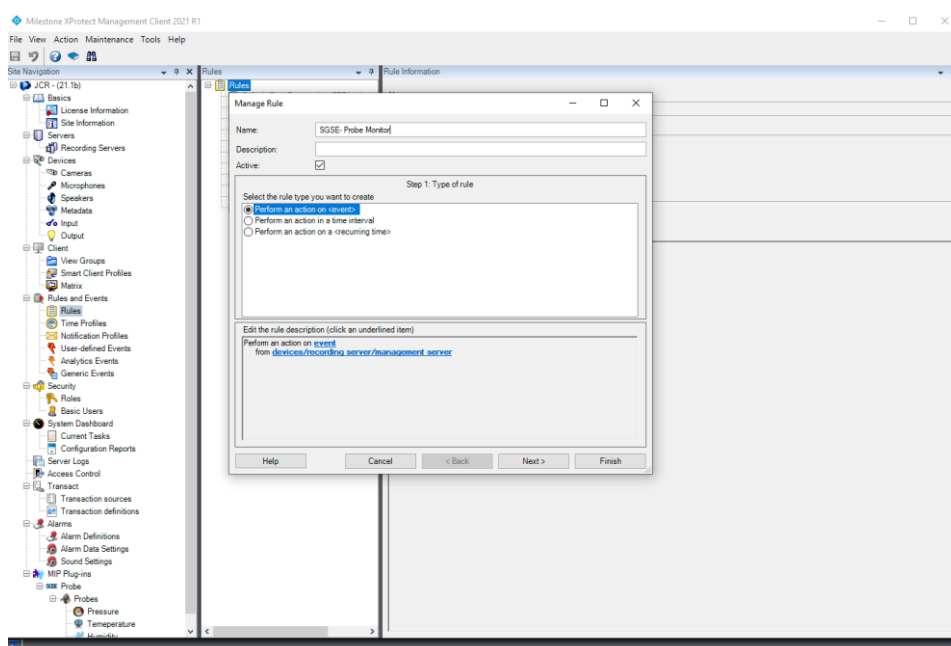 Milestone XProtect Management Client 2021 R1
File View Action Maintenance Tools Help
Site Navigation
JCR - (21.1b)
Basics
License Information
Site Information
Servers
Recording Servers
Devices
Cameras
Microphones
Speakers
Metadata
Input
Output
Client
View Groups
Smart Client Profiles
Matrix
Rules and Events
Rules
Time Profiles
Notification Profiles
User-defined Events
Analytics Events
Generic Events
Security
Roles
Basic Users
System Dashboard
Current Tasks
Configuration Reports
Server Logs
Access Control
Transact
Transaction sources
Transaction definitions
Alarms
Alarm Definitions
Alarm Data Settings
Sound Settings
MIP Plug-ins
Probe
Probes
Pressure
Temeperature
Humidity
Rules
Rules
Rule Information
Manage Rule
Name: SGSE- Probe Monitor
Description:
Active:
Step 1: Type of rule
Select the rule type you want to create
Perform an action on <event>
Perform an action in a time interval
Perform an action on a <recurring time>
Edit the rule description (click an underlined item)
Perform an action on event
from devices/recording server/management server
Help Cancel < Back Next > Finish